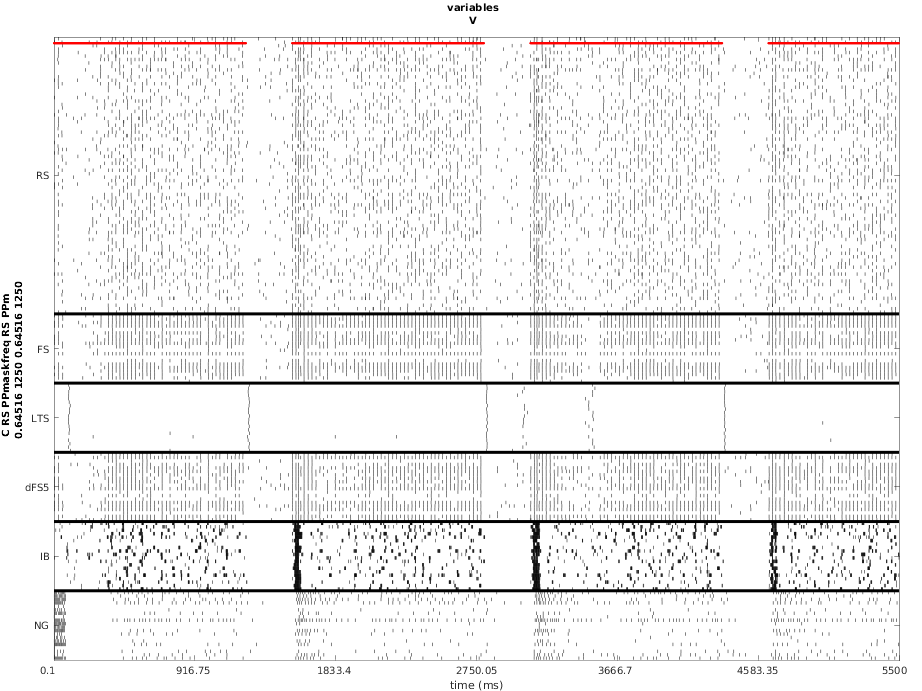 variables
V
C RS PPmaskfreq RS PPm
0.64516 1250 0.64516 1250
RS
FS
LTS
dFS5
IB
NG
0.1 916.75 1833.4 2750.05 3666.7 4583.35 5500
time (ms)